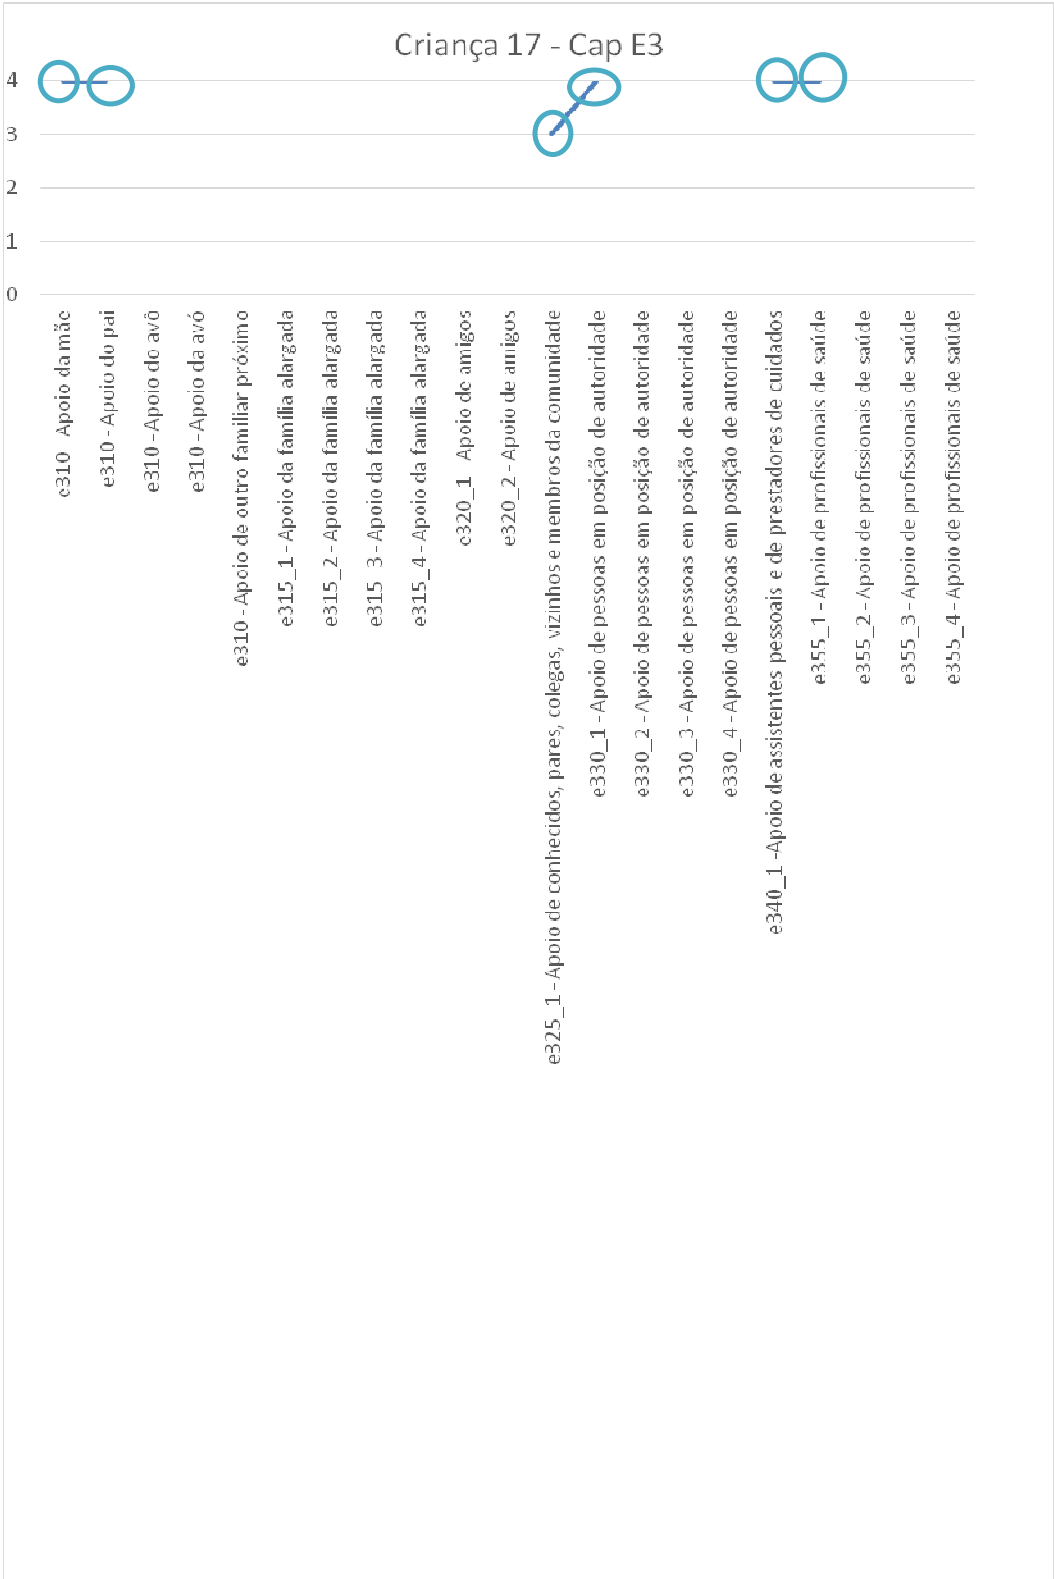 Criança 17 - Cap E3
4
3
2
1
0
e310 Apoio da mãe
e310 - Apoio do pai
e310 - Apoio do avô
e310 - Apoio da avó
e310 - Apoio de outro familiar próximo
e315_1 - Apoio da família alargada
e315_2 - Apoio da família alargada
e315 3 - Apoio da família alargada
e315_4 - Apoio da família alargada
e320_1 Apoio de amigos
e320_2 - Apoio de amigos
e325_1 - Apoio de conhecidos, pares, colegas, vizinhos e membros da comunidade
e330_1 - Apoio de pessoas em posição de autoridade
e330_2 - Apoio de pessoas em posição de autoridade
e330_3 - Apoio de pessoas em posição de autoridade
e330_4 - Apoio de pessoas em posição de autoridade
e340_1 -Apoio de assistentes pessoais e de prestadores de cuidados
e355_1 - Apoio de profissionais de saúde
e355_2 - Apoio de profissionais de saúde
e355_3 - Apoio de profissionais de saúde
e355_4 - Apoio de profissionais de saúde